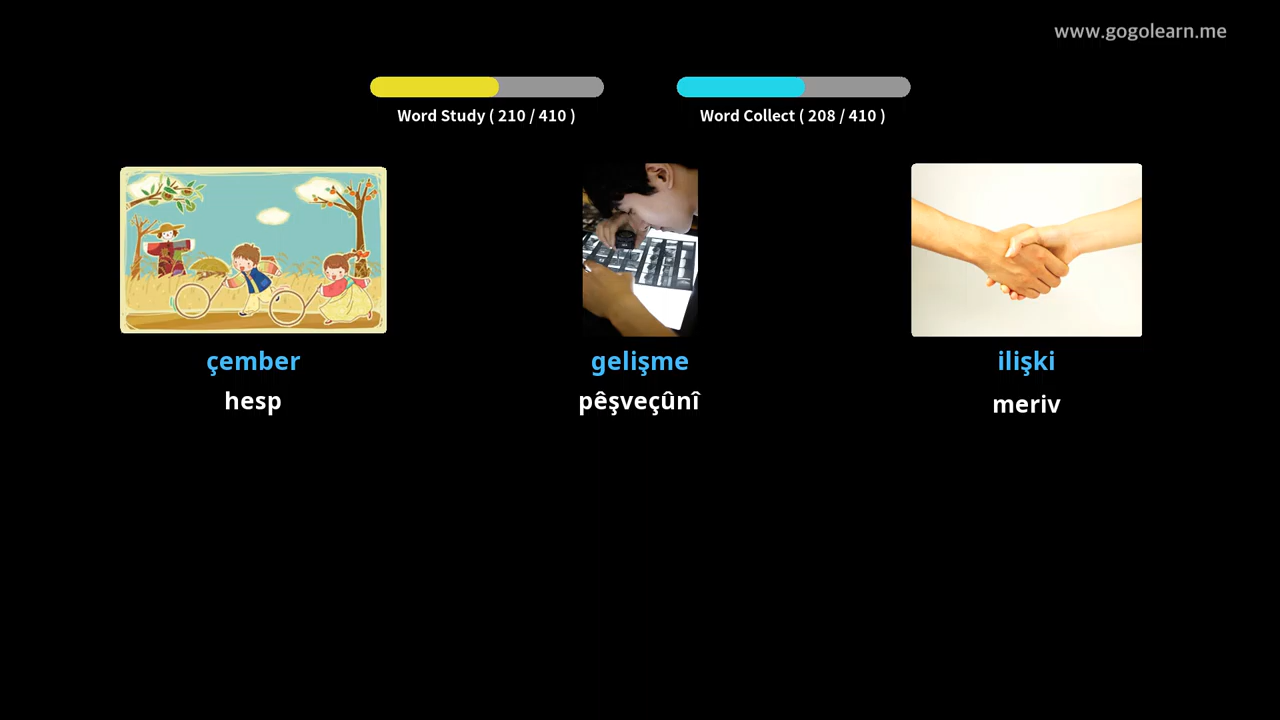 www.gogolearn.me
Word Study ( 210 / 410 )
Word Collect ( 208 / 410 )
çember
gelişme
ilişki
hesp
pêşveçûnî
meriv